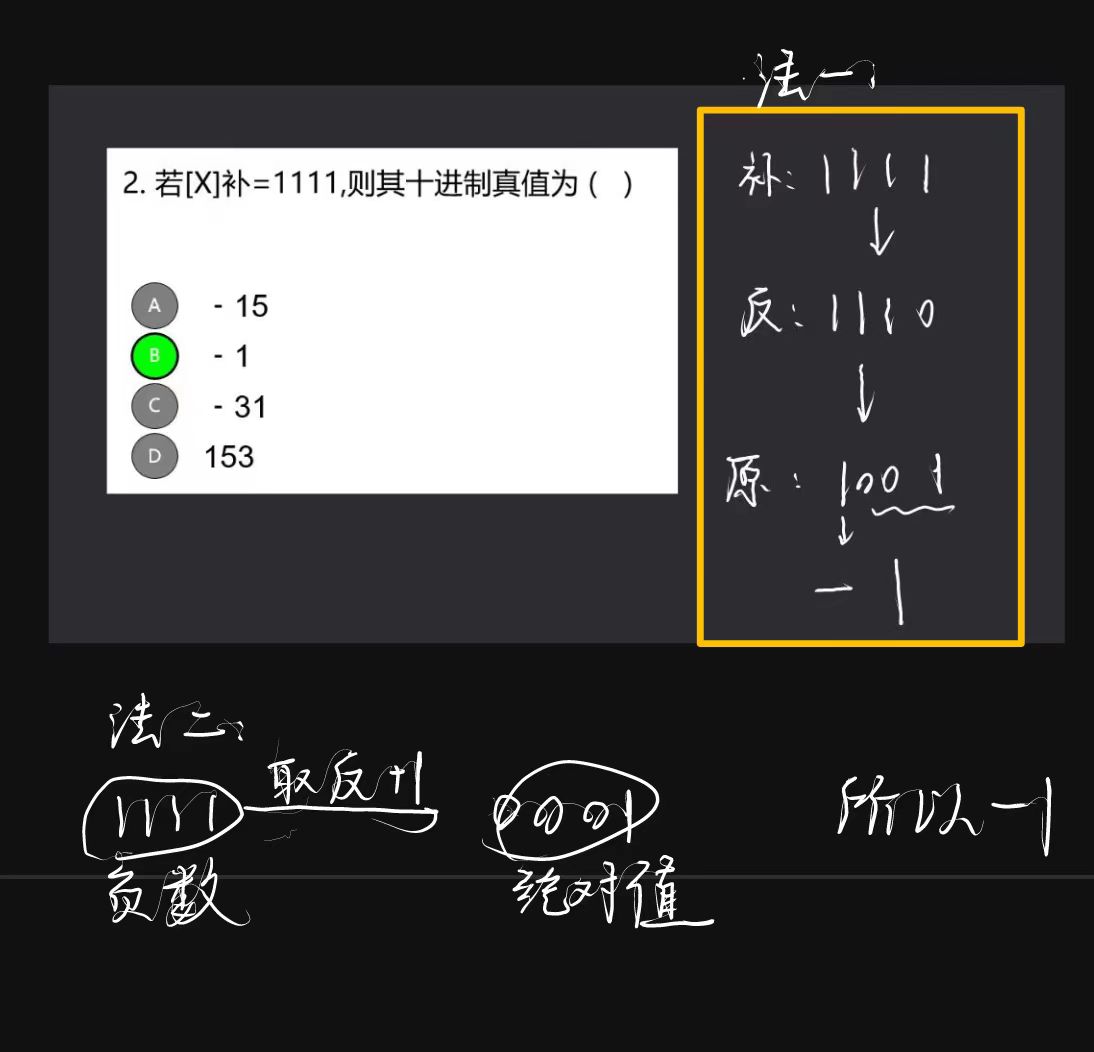 法一:
2. 若[X]补=1111,则其十进制真值为 (   )
A - 15
B - 1
C - 31
D 153
补: 1111
↓
反: 1110
↓
原: 1001
↓
- 1
法二:
1111 取反+1 0001 所以-1
负数 绝对值